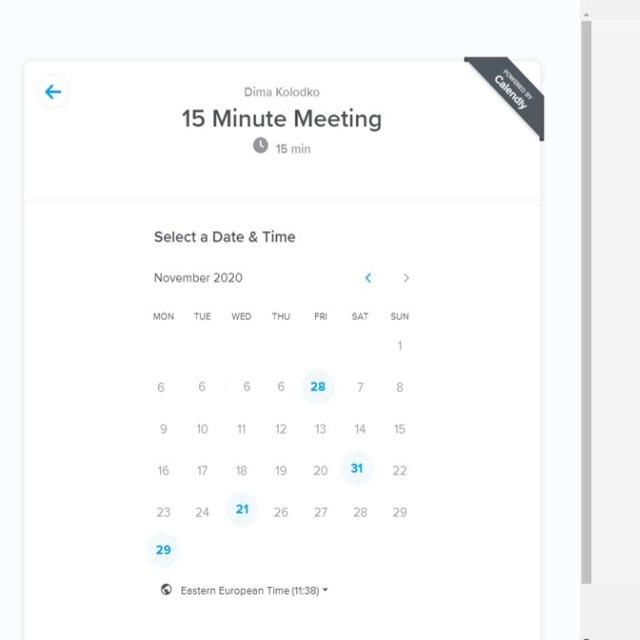 POWERED BY
Calendly
Dima Kolodko
15 Minute Meeting
15 min
Select a Date & Time
November 2020
MON TUE WED THU FRI SAT SUN
1
6 6 6 6 28 7 8
9 10 11 12 13 14 15
16 17 18 19 20 31 22
23 24 21 26 27 28 29
29
Eastern European Time (11:38)